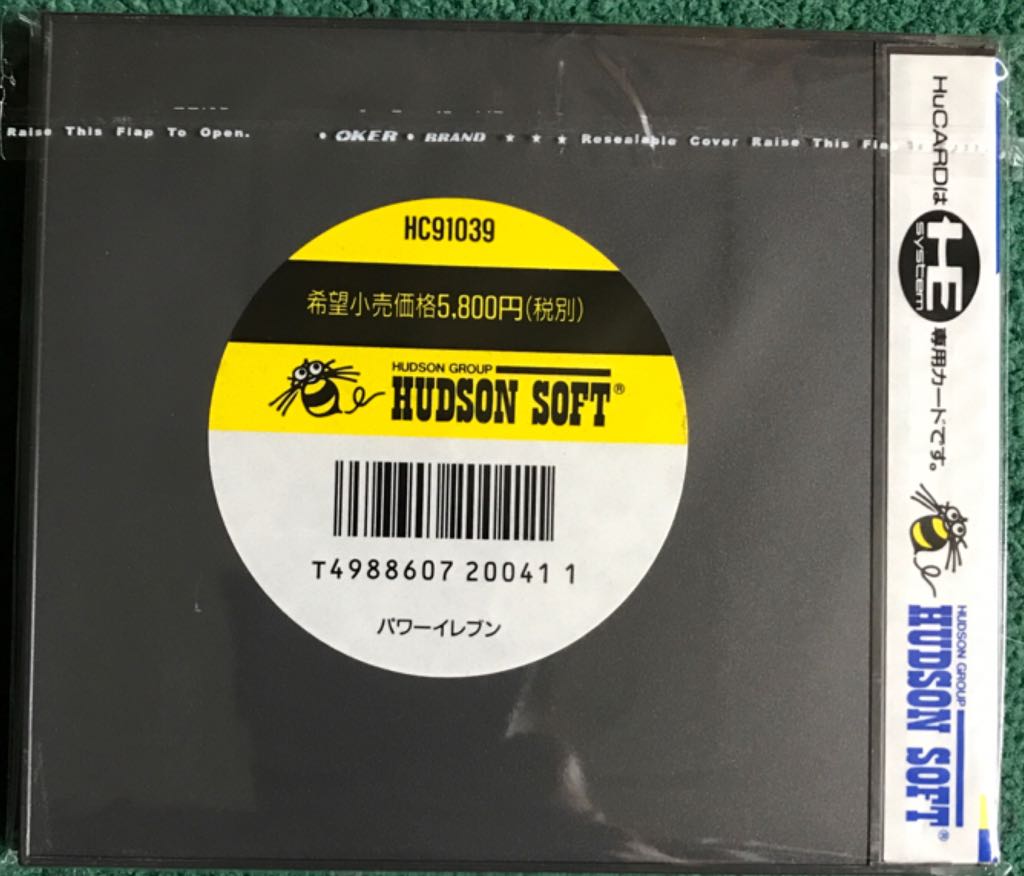 Raise This Flap To Open.
• OKER • BRAND ★ ★ ★ Resealable Cover Raise This Flap
HC91039
希望小売価格5,800円(税別)
HUDSON GROUP
HUDSON SOFT®
T4988607 20041 1
パワーイレブン
HuCARDは
HE
system
専用カードです。
HUDSON GROUP
HUDSON SOFT®